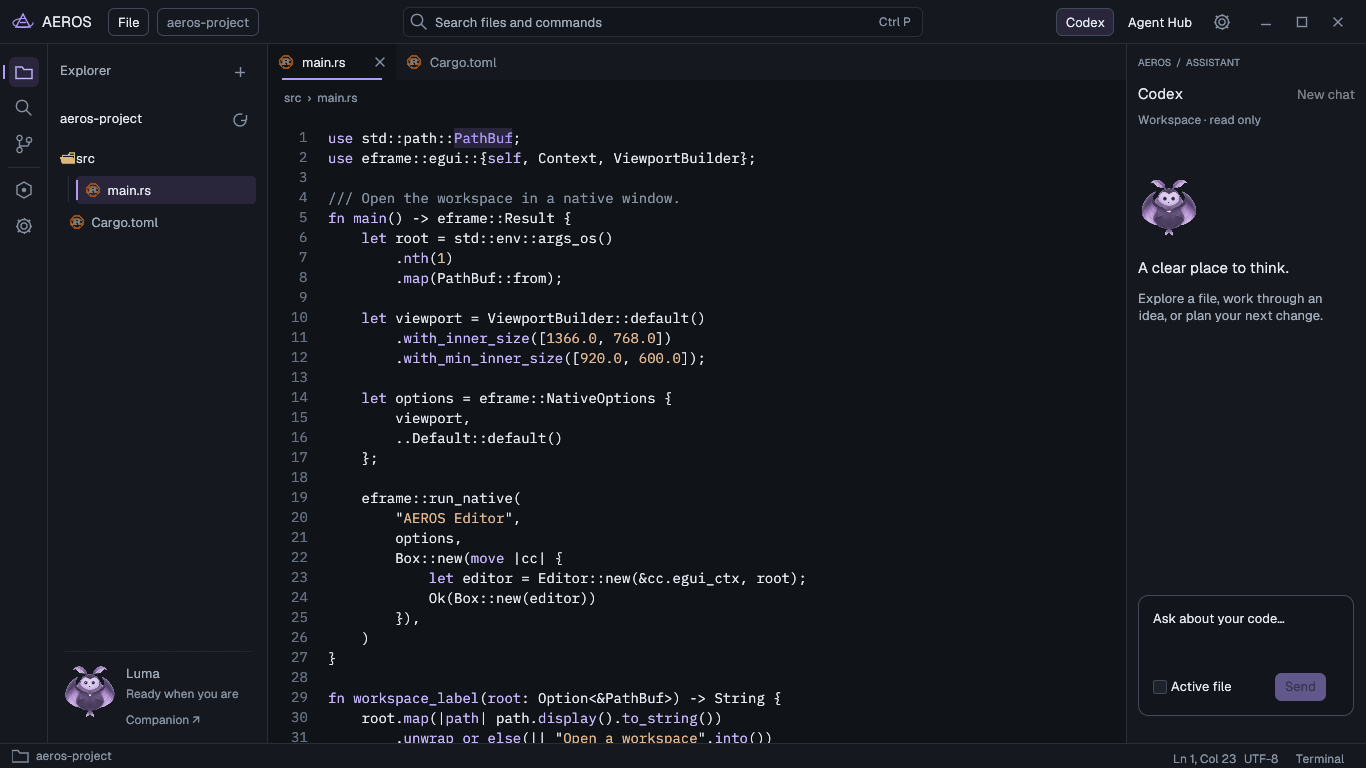 AEROS File aeros-project Search files and commands Ctrl P Codex Agent Hub
Explorer
aeros-project
src
main.rs
Cargo.toml
Luma
Ready when you are
Companion ↗
main.rs Cargo.toml
src › main.rs
1 use std::path::PathBuf;
2 use eframe::egui::{self, Context, ViewportBuilder};
3
4 /// Open the workspace in a native window.
5 fn main() -> eframe::Result {
6     let root = std::env::args_os()
7         .nth(1)
8         .map(PathBuf::from);
9
10     let viewport = ViewportBuilder::default()
11         .with_inner_size([1366.0, 768.0])
12         .with_min_inner_size([920.0, 600.0]);
13
14     let options = eframe::NativeOptions {
15         viewport,
16         ..Default::default()
17     };
18
19     eframe::run_native(
20         "AEROS Editor",
21         options,
22         Box::new(move |cc| {
23             let editor = Editor::new(&cc.egui_ctx, root);
24             Ok(Box::new(editor))
25         }),
26     )
27 }
28
29 fn workspace_label(root: Option<&PathBuf>) -> String {
30     root.map(|path| path.display().to_string())
31         .unwrap_or_else(|| "Open a workspace".into())
AEROS / ASSISTANT
Codex New chat
Workspace · read only
A clear place to think.
Explore a file, work through an
idea, or plan your next change.
Ask about your code…
Active file Send
aeros-project Ln 1, Col 23 UTF-8 Terminal